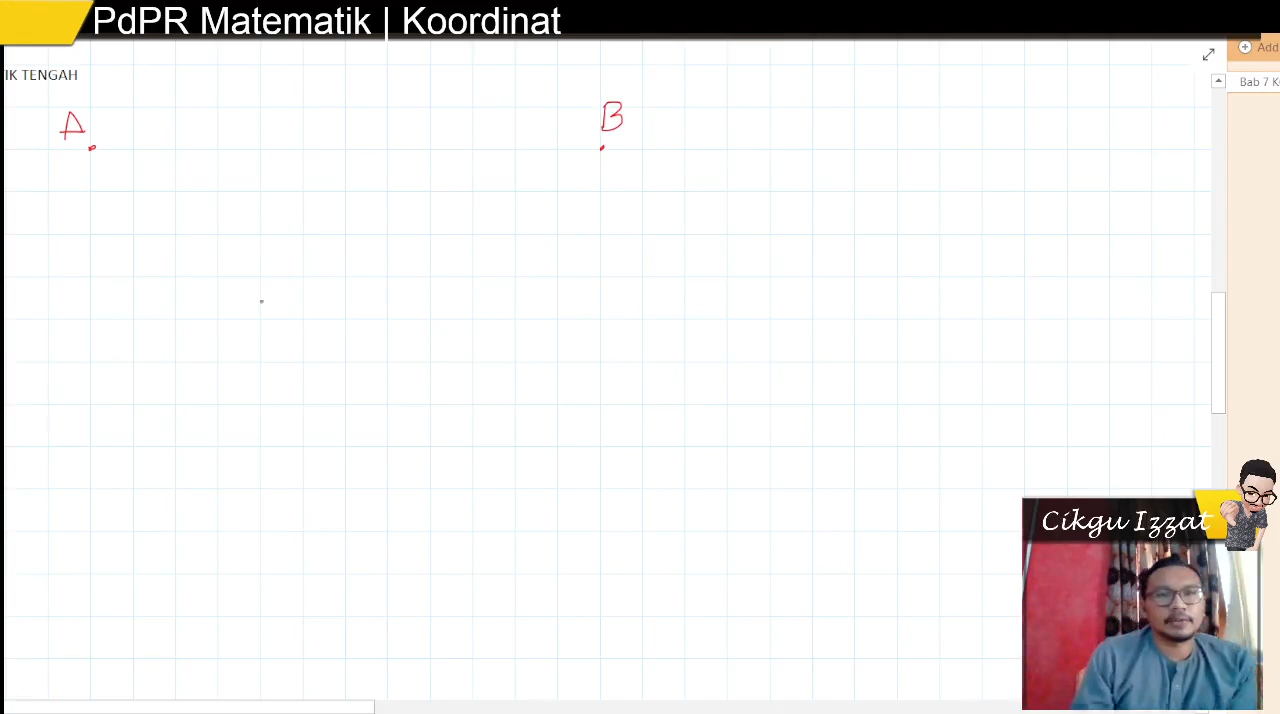 PdPR Matematik | Koordinat
Add
IK TENGAH
Bab 7 K
A
B
Cikgu Izzat